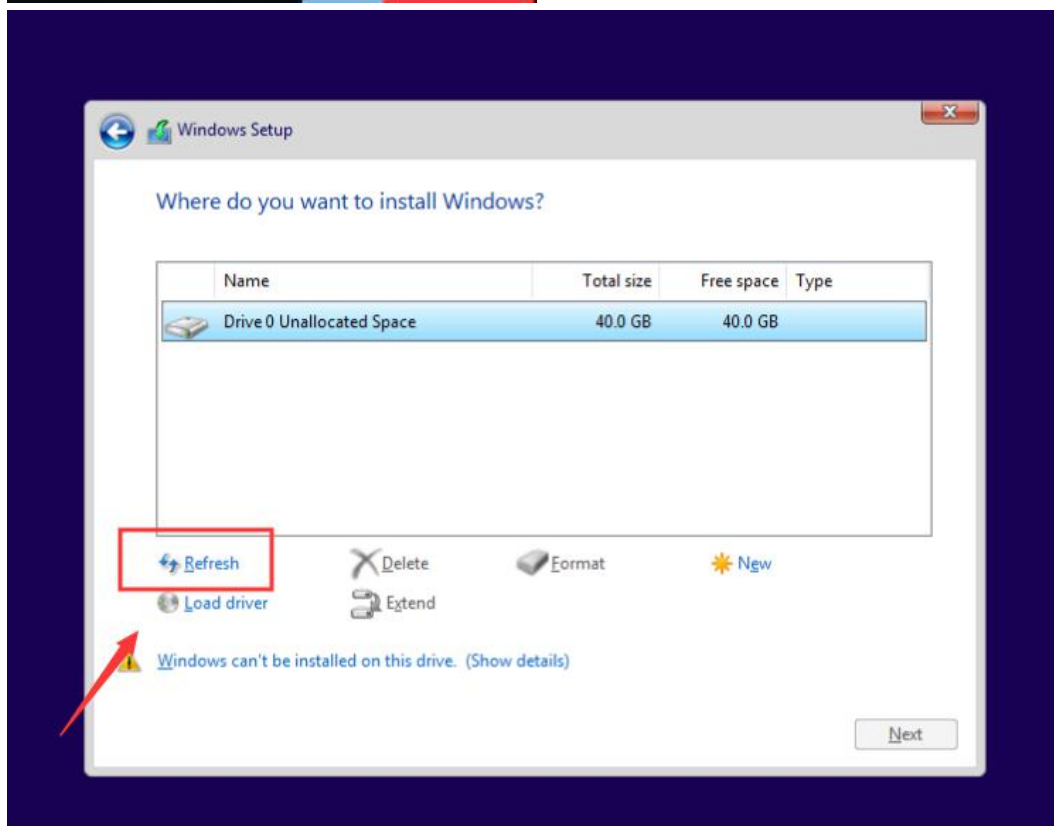 Windows Setup
Where do you want to install Windows?
Name Total size Free space Type
Drive 0 Unallocated Space 40.0 GB 40.0 GB
Refresh Delete Format New
Load driver Extend
Windows can't be installed on this drive. (Show details)
Next